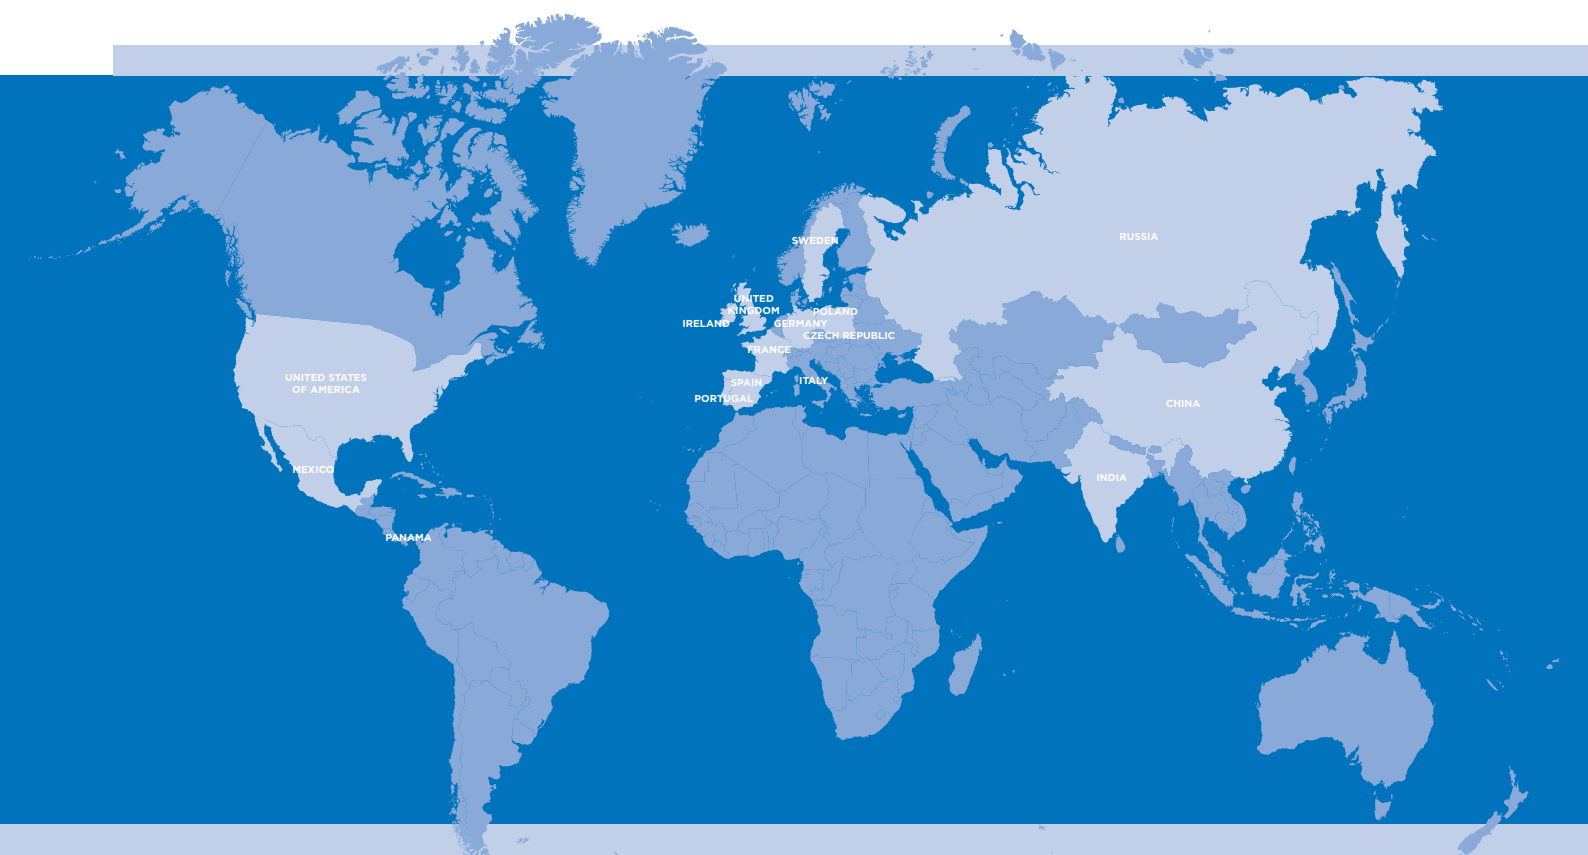 RUSSIA
SWEDEN
UNITED
KINGDOM
POLAND
IRELAND
GERMANY
CZECH REPUBLIC
FRANCE
UNITED STATES
OF AMERICA
SPAIN
ITALY
PORTUGAL
CHINA
MEXICO
INDIA
PANAMA